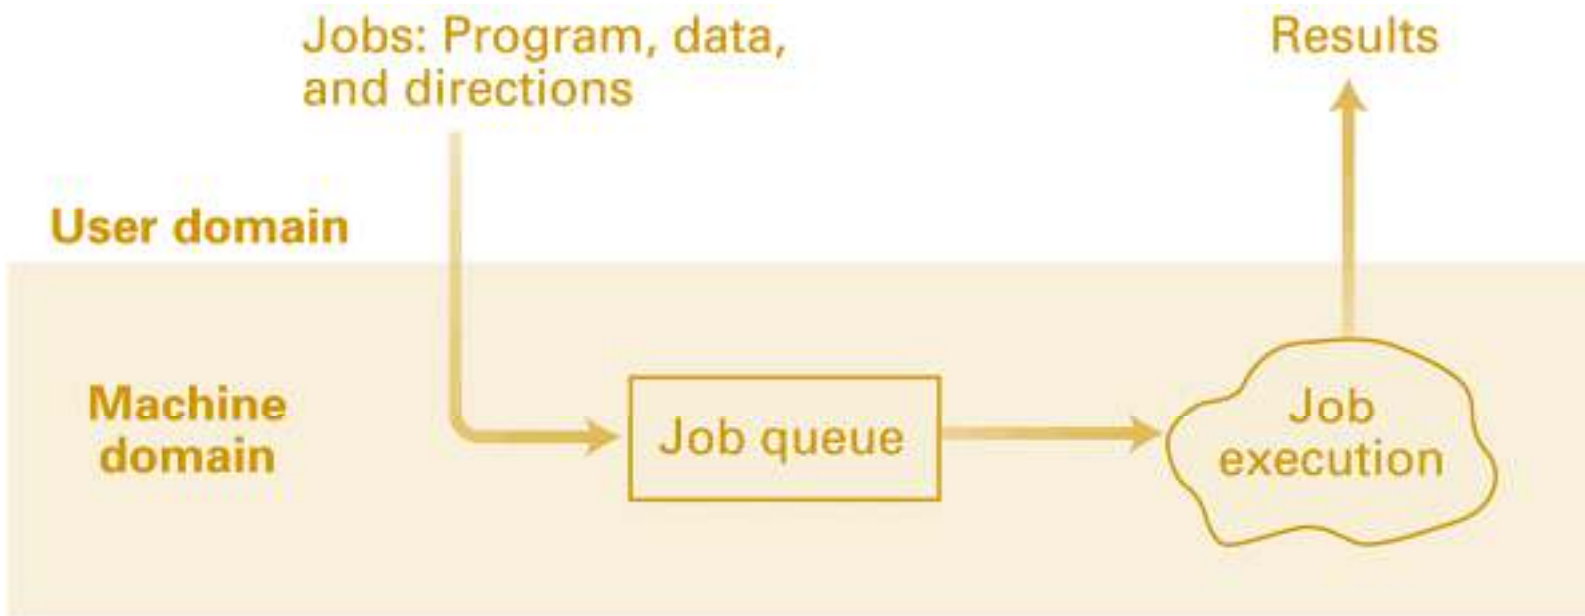 Jobs: Program, data,
and directions
Results
User domain
Machine
domain
Job queue
Job
execution